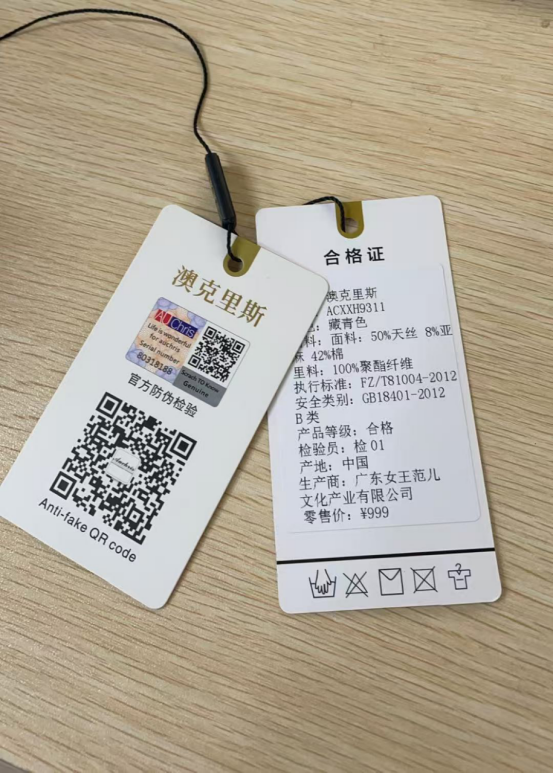 澳克里斯
AU Chris
Life is wonderful
for aúchris
Serial number
80318188
Scratch TO Know
Genuine
官方防伪检验
Anti-fake QR code
合格证
澳克里斯
ACXXH9311
藏青色
料：面料：50%天丝 8%亚
麻 42%棉
里料：100%聚酯纤维
执行标准：FZ/T81004-2012
安全类别：GB18401-2012
B 类
产品等级：合格
检验员：检 01
产地：中国
生产商：广东女王范儿
文化产业有限公司
零售价：¥999